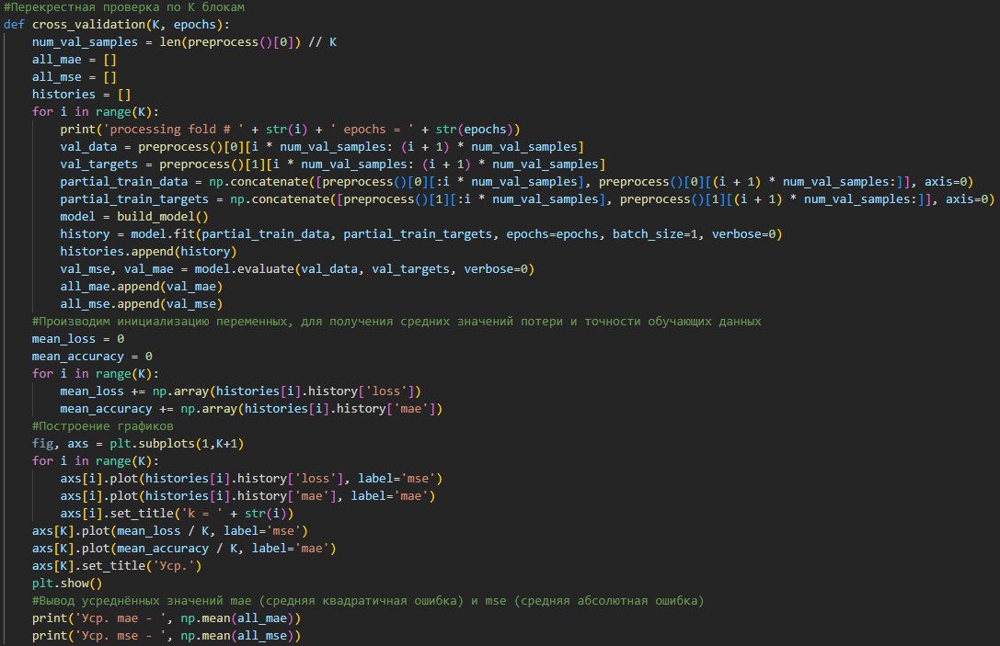 #Перекрестная проверка по К блокам
def cross_validation(K, epochs):
    num_val_samples = len(preprocess()[0]) // K
    all_mae = []
    all_mse = []
    histories = []
    for i in range(K):
        print('processing fold # ' + str(i) + ' epochs = ' + str(epochs))
        val_data = preprocess()[0][i * num_val_samples: (i + 1) * num_val_samples]
        val_targets = preprocess()[1][i * num_val_samples: (i + 1) * num_val_samples]
        partial_train_data = np.concatenate([preprocess()[0][:i * num_val_samples], preprocess()[0][(i + 1) * num_val_samples:]], axis=0)
        partial_train_targets = np.concatenate([preprocess()[1][:i * num_val_samples], preprocess()[1][(i + 1) * num_val_samples:]], axis=0)
        model = build_model()
        history = model.fit(partial_train_data, partial_train_targets, epochs=epochs, batch_size=1, verbose=0)
        histories.append(history)
        val_mse, val_mae = model.evaluate(val_data, val_targets, verbose=0)
        all_mae.append(val_mae)
        all_mse.append(val_mse)
    #Производим инициализацию переменных, для получения средних значений потери и точности обучающих данных
    mean_loss = 0
    mean_accuracy = 0
    for i in range(K):
        mean_loss += np.array(histories[i].history['loss'])
        mean_accuracy += np.array(histories[i].history['mae'])
    #Построение графиков
    fig, axs = plt.subplots(1,K+1)
    for i in range(K):
        axs[i].plot(histories[i].history['loss'], label='mse')
        axs[i].plot(histories[i].history['mae'], label='mae')
        axs[i].set_title('k = ' + str(i))
    axs[K].plot(mean_loss / K, label='mse')
    axs[K].plot(mean_accuracy / K, label='mae')
    axs[K].set_title('Уср.')
    plt.show()
    #Вывод усреднённых значений mae (средняя квадратичная ошибка) и mse (средняя абсолютная ошибка)
    print('Уср. mae - ', np.mean(all_mae))
    print('Уср. mse - ', np.mean(all_mse))